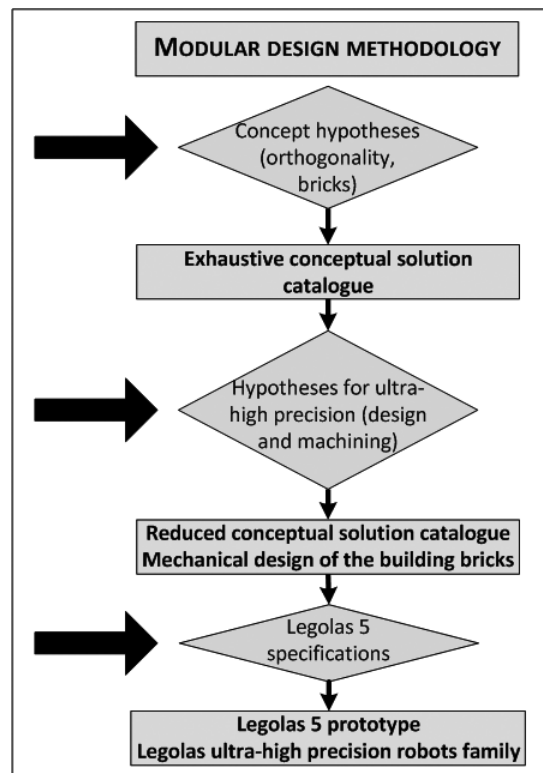 MODULAR DESIGN METHODOLOGY
Concept hypotheses
(orthogonality,
bricks)
Exhaustive conceptual solution
catalogue
Hypotheses for ultra-
high precision (design
and machining)
Reduced conceptual solution catalogue
Mechanical design of the building bricks
Legolas 5
specifications
Legolas 5 prototype
Legolas ultra-high precision robots family